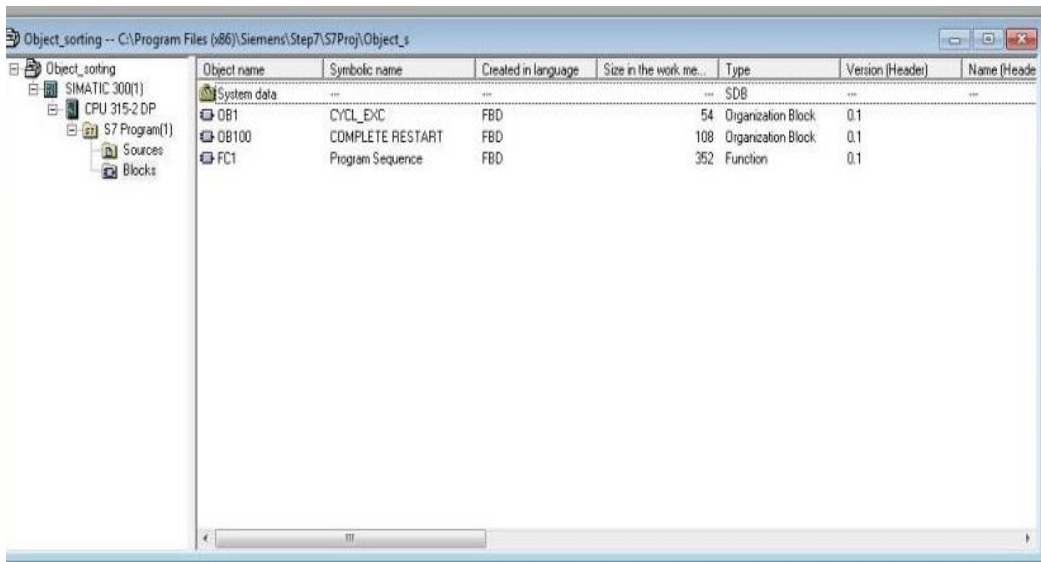 Object_sorting -- C:\Program Files (x86)\Siemens\Step7\S7Proj\Object_s
Object_sorting
SIMATIC 300(1)
CPU 315-2 DP
S7 Program(1)
Sources
Blocks
Object name Symbolic name Created in language Size in the work me... Type Version (Header) Name (Heade
System data --- --- --- SDB --- ---
OB1 CYCL_EXC FBD 54 Organization Block 0.1
OB100 COMPLETE RESTART FBD 108 Organization Block 0.1
FC1 Program Sequence FBD 352 Function 0.1